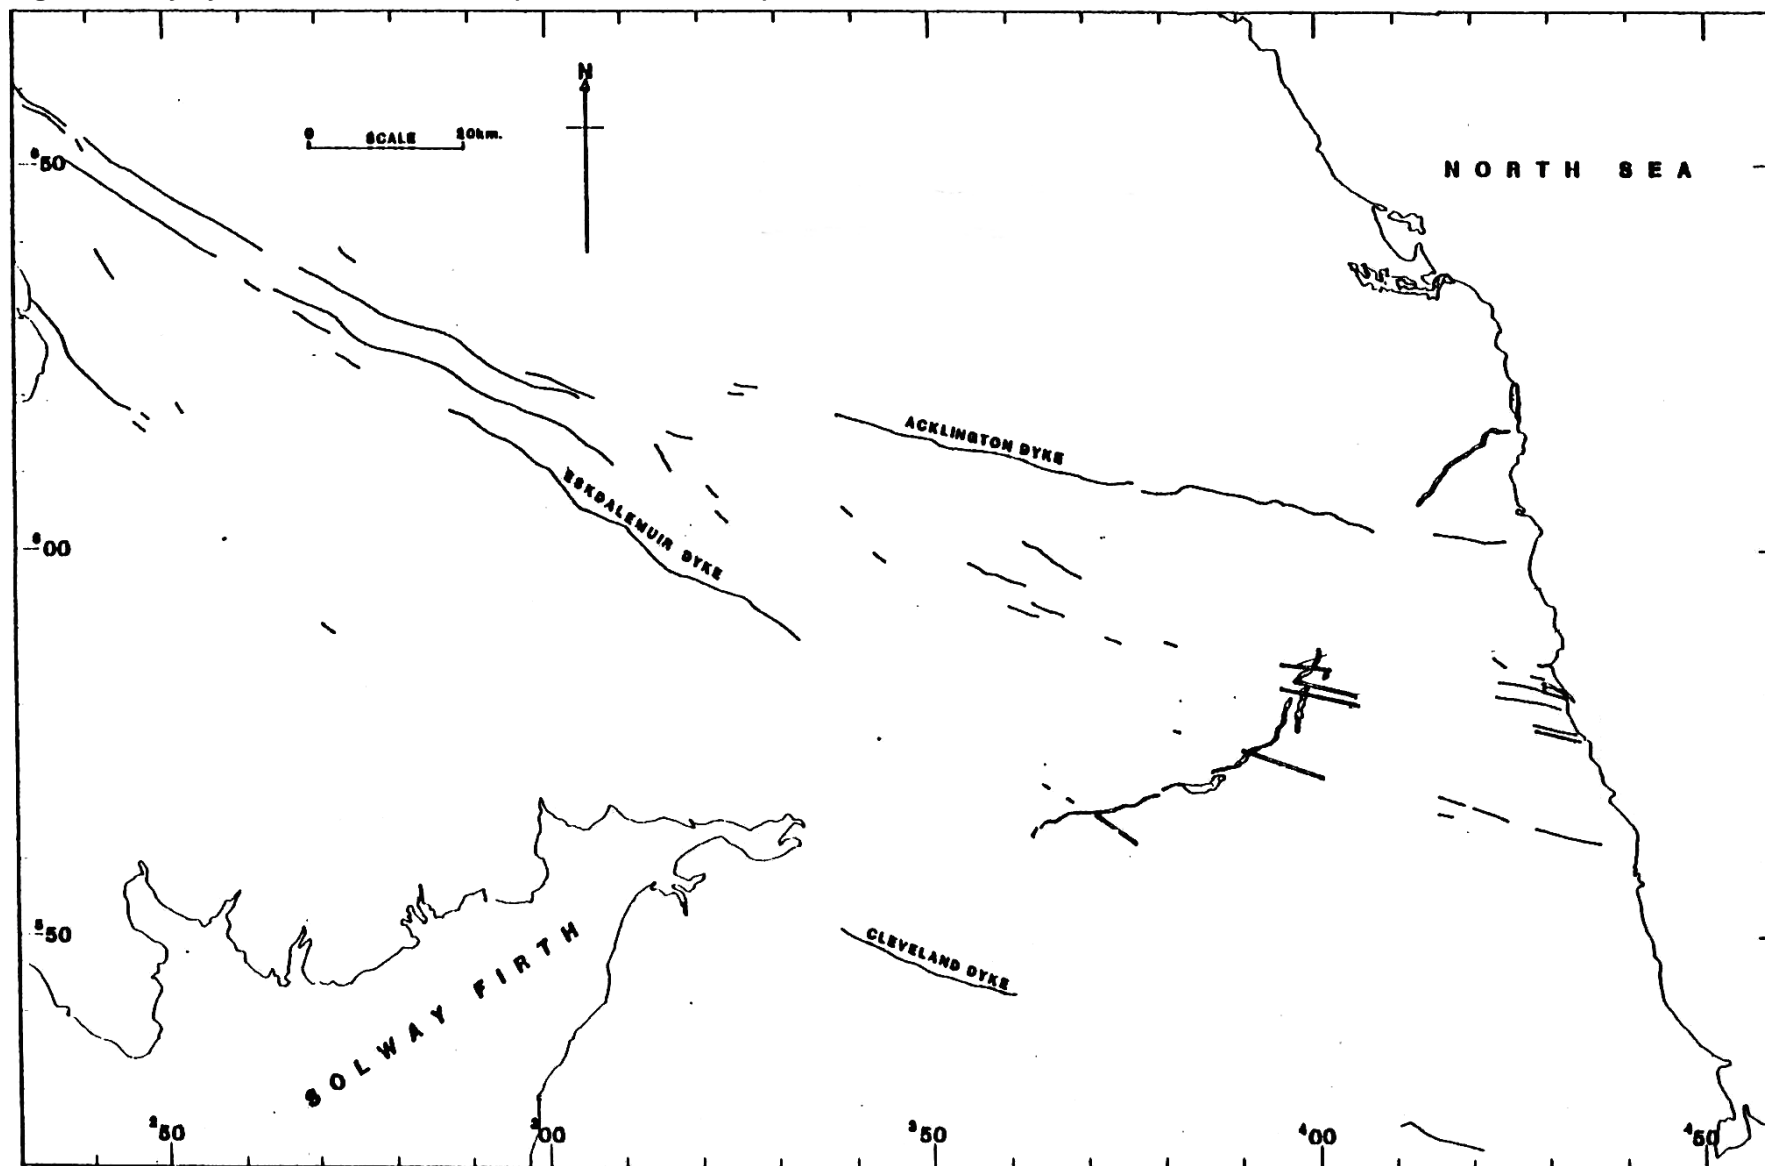 N
0 SCALE 20km.
⁶50
NORTH SEA
ACKLINGTON DYKE
ESKDALEMUIR DYKE
⁶00
⁵50
CLEVELAND DYKE
SOLWAY FIRTH
²50
³00
³50
⁴00
⁴50